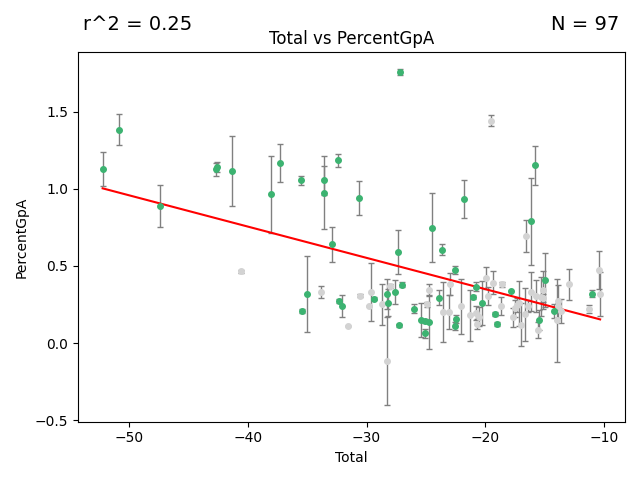 r^2 = 0.25
N = 97
Total vs PercentGpA
PercentGpA
1.5
1.0
0.5
0.0
−0.5
−50
−40
−30
−20
−10
Total